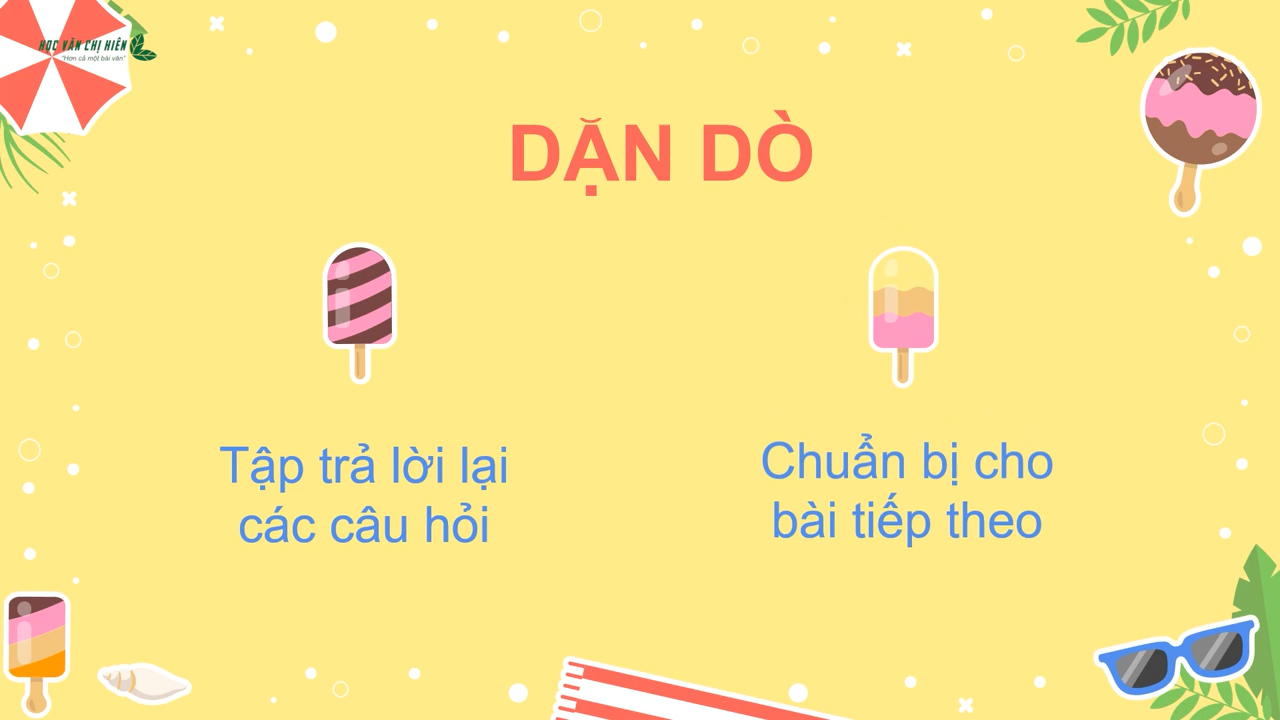 HỌC VĂN CHỊ HIÊN
"Hơn cả một bài văn"
DẶN DÒ
Tập trả lời lại
các câu hỏi
Chuẩn bị cho
bài tiếp theo